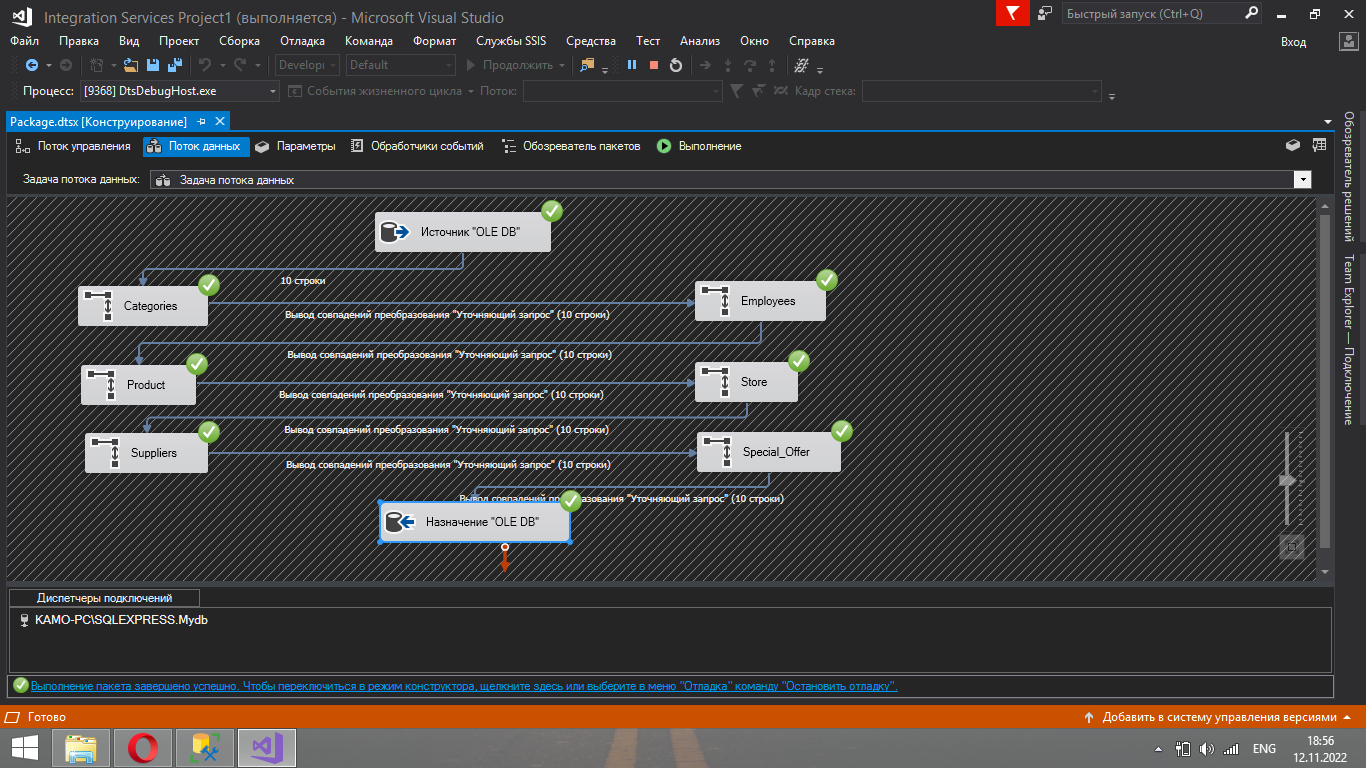 Integration Services Project1 (выполняется) - Microsoft Visual Studio
Быстрый запуск (Ctrl+Q)
Файл Правка Вид Проект Сборка Отладка Команда Формат Службы SSIS Средства Тест Анализ Окно Справка
Вход
Develop Default Продолжить
Процесс: [9368] DtsDebugHost.exe События жизненного цикла Поток: Кадр стека:
Package.dtsx [Конструирование]
Поток управления Поток данных Параметры Обработчики событий Обозреватель пакетов Выполнение
Задача потока данных: Задача потока данных
Источник "OLE DB"
10 строки
Categories
Employees
Вывод совпадений преобразования "Уточняющий запрос" (10 строки)
Вывод совпадений преобразования "Уточняющий запрос" (10 строки)
Product
Store
Вывод совпадений преобразования "Уточняющий запрос" (10 строки)
Вывод совпадений преобразования "Уточняющий запрос" (10 строки)
Suppliers
Special_Offer
Вывод совпадений преобразования "Уточняющий запрос" (10 строки)
Вывод совпадений преобразования "Уточняющий запрос" (10 строки)
Назначение "OLE DB"
Обозреватель решений
Team Explorer — Подключение
Диспетчеры подключений
KAMO-PC\SQLEXPRESS.Mydb
Выполнение пакета завершено успешно. Чтобы переключиться в режим конструктора, щелкните здесь или выберите в меню "Отладка" команду "Остановить отладку".
Готово
Добавить в систему управления версиями
ENG
18:56
12.11.2022